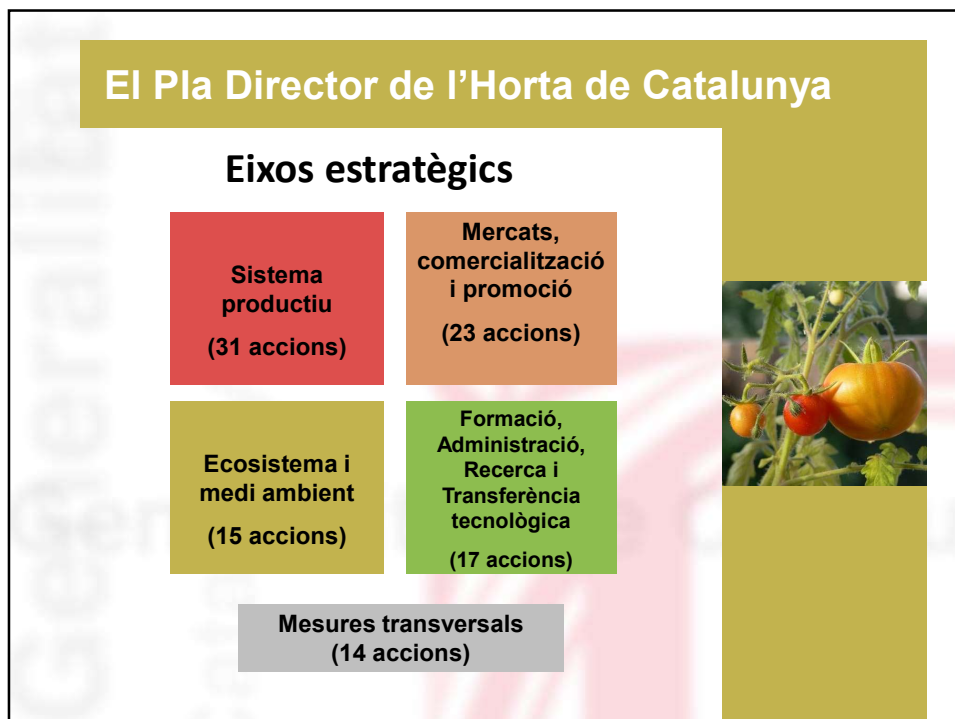 El Pla Director de l’Horta de Catalunya
Eixos estratègics
Sistema
productiu
(31 accions)
Mercats,
comercialització
i promoció
(23 accions)
Ecosistema i
medi ambient
(15 accions)
Formació,
Administració,
Recerca i
Transferència
tecnològica
(17 accions)
Mesures transversals
(14 accions)